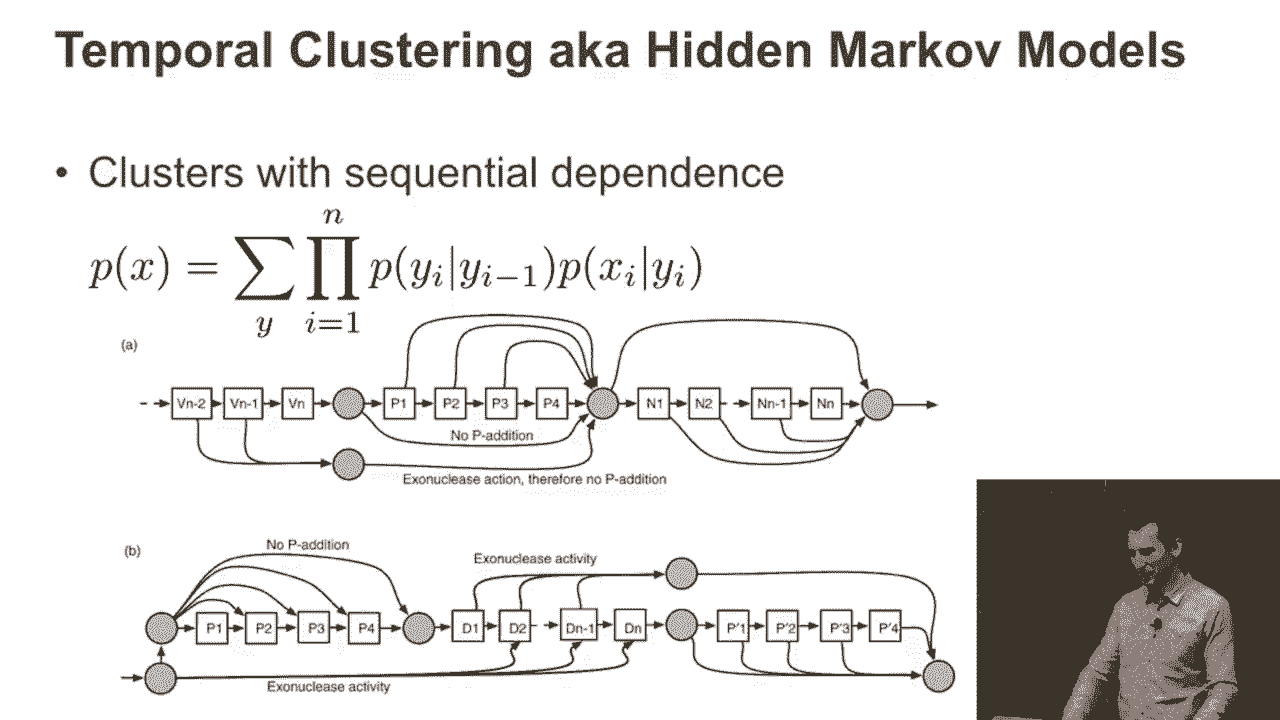 Temporal Clustering aka Hidden Markov Models
• Clusters with sequential dependence
p(x) = ∑_y ∏_{i=1}^{n} p(y_i|y_{i−1})p(x_i|y_i)
(a)
Vn-2 Vn-1 Vn P1 P2 P3 P4 N1 N2 Nn-1 Nn
No P-addition
Exonuclease action, therefore no P-addition
(b)
No P-addition
Exonuclease activity
P1 P2 P3 P4 D1 D2 Dn-1 Dn P'1 P'2 P'3 P'4
Exonuclease activity